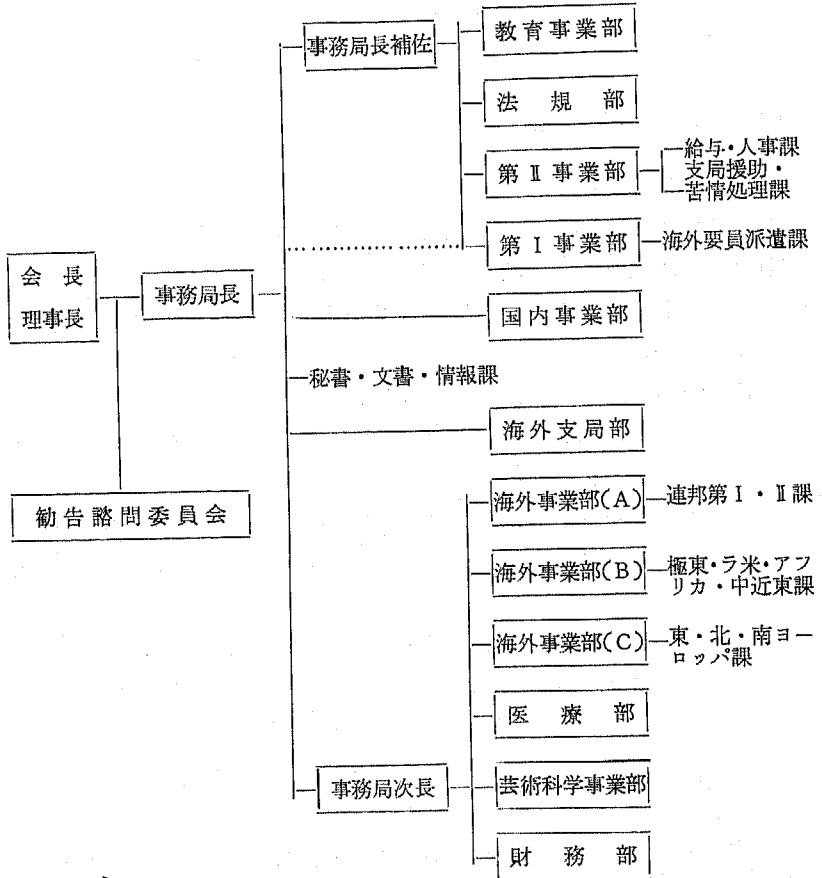 事務局長補佐
教育事業部
法規部
第Ⅱ事業部
給与・人事課
支局援助・
苦情処理課
第Ⅰ事業部
海外要員派遣課
会長
理事長
事務局長
国内事業部
秘書・文書・情報課
海外支局部
勧告諮問委員会
海外事業部(A)
連邦第Ⅰ・Ⅱ課
海外事業部(B)
極東・ラ米・アフ
リカ・中近東課
海外事業部(C)
東・北・南ヨー
ロッパ課
医療部
事務局次長
芸術科学事業部
財務部